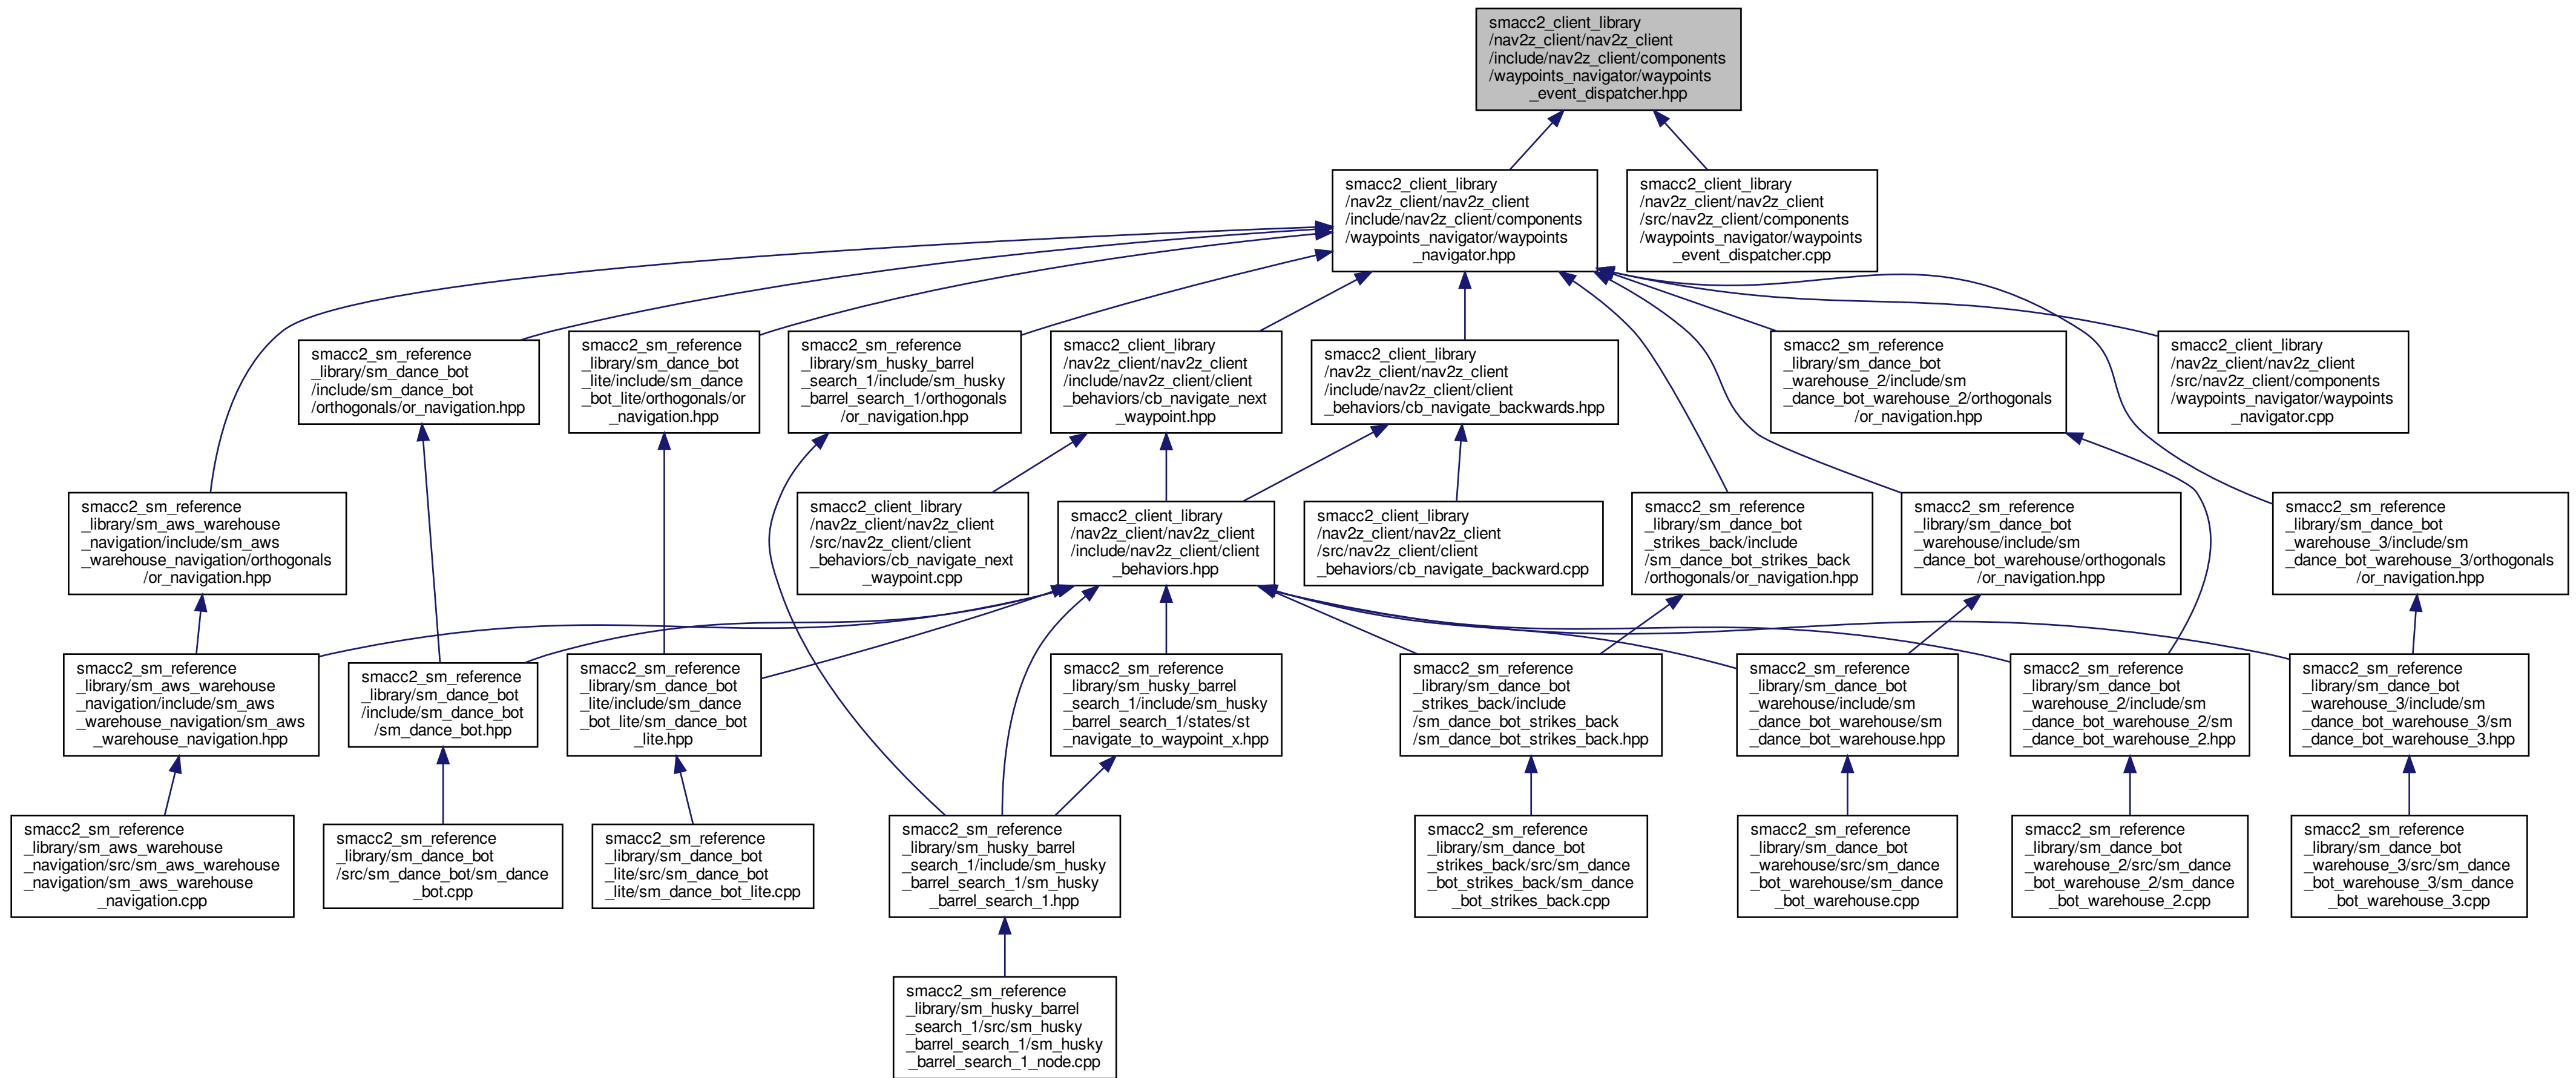 smacc2_client_library
/nav2z_client/nav2z_client
/include/nav2z_client/components
/waypoints_navigator/waypoints
_event_dispatcher.hpp
smacc2_client_library
/nav2z_client/nav2z_client
/include/nav2z_client/components
/waypoints_navigator/waypoints
_navigator.hpp
smacc2_client_library
/nav2z_client/nav2z_client
/src/nav2z_client/components
/waypoints_navigator/waypoints
_event_dispatcher.cpp
smacc2_sm_reference
_library/sm_dance_bot
/include/sm_dance_bot
/orthogonals/or_navigation.hpp
smacc2_sm_reference
_library/sm_dance_bot
_lite/include/sm_dance
_bot_lite/orthogonals/or
_navigation.hpp
smacc2_sm_reference
_library/sm_husky_barrel
_search_1/include/sm_husky
_barrel_search_1/orthogonals
/or_navigation.hpp
smacc2_client_library
/nav2z_client/nav2z_client
/include/nav2z_client/client
_behaviors/cb_navigate_next
_waypoint.hpp
smacc2_client_library
/nav2z_client/nav2z_client
/include/nav2z_client/client
_behaviors/cb_navigate_backwards.hpp
smacc2_sm_reference
_library/sm_dance_bot
_warehouse_2/include/sm
_dance_bot_warehouse_2/orthogonals
/or_navigation.hpp
smacc2_client_library
/nav2z_client/nav2z_client
/src/nav2z_client/components
/waypoints_navigator/waypoints
_navigator.cpp
smacc2_sm_reference
_library/sm_aws_warehouse
_navigation/include/sm_aws
_warehouse_navigation/orthogonals
/or_navigation.hpp
smacc2_client_library
/nav2z_client/nav2z_client
/src/nav2z_client/client
_behaviors/cb_navigate_next
_waypoint.cpp
smacc2_client_library
/nav2z_client/nav2z_client
/include/nav2z_client/client
_behaviors.hpp
smacc2_client_library
/nav2z_client/nav2z_client
/src/nav2z_client/client
_behaviors/cb_navigate_backward.cpp
smacc2_sm_reference
_library/sm_dance_bot
_strikes_back/include
/sm_dance_bot_strikes_back
/orthogonals/or_navigation.hpp
smacc2_sm_reference
_library/sm_dance_bot
_warehouse/include/sm
_dance_bot_warehouse/orthogonals
/or_navigation.hpp
smacc2_sm_reference
_library/sm_dance_bot
_warehouse_3/include/sm
_dance_bot_warehouse_3/orthogonals
/or_navigation.hpp
smacc2_sm_reference
_library/sm_aws_warehouse
_navigation/include/sm_aws
_warehouse_navigation/sm_aws
_warehouse_navigation.hpp
smacc2_sm_reference
_library/sm_dance_bot
/include/sm_dance_bot
/sm_dance_bot.hpp
smacc2_sm_reference
_library/sm_dance_bot
_lite/include/sm_dance
_bot_lite/sm_dance_bot
_lite.hpp
smacc2_sm_reference
_library/sm_husky_barrel
_search_1/include/sm_husky
_barrel_search_1/states/st
_navigate_to_waypoint_x.hpp
smacc2_sm_reference
_library/sm_dance_bot
_strikes_back/include
/sm_dance_bot_strikes_back
/sm_dance_bot_strikes_back.hpp
smacc2_sm_reference
_library/sm_dance_bot
_warehouse/include/sm
_dance_bot_warehouse/sm
_dance_bot_warehouse.hpp
smacc2_sm_reference
_library/sm_dance_bot
_warehouse_2/include/sm
_dance_bot_warehouse_2/sm
_dance_bot_warehouse_2.hpp
smacc2_sm_reference
_library/sm_dance_bot
_warehouse_3/include/sm
_dance_bot_warehouse_3/sm
_dance_bot_warehouse_3.hpp
smacc2_sm_reference
_library/sm_aws_warehouse
_navigation/src/sm_aws_warehouse
_navigation/sm_aws_warehouse
_navigation.cpp
smacc2_sm_reference
_library/sm_dance_bot
/src/sm_dance_bot/sm_dance
_bot.cpp
smacc2_sm_reference
_library/sm_dance_bot
_lite/src/sm_dance_bot
_lite/sm_dance_bot_lite.cpp
smacc2_sm_reference
_library/sm_husky_barrel
_search_1/include/sm_husky
_barrel_search_1/sm_husky
_barrel_search_1.hpp
smacc2_sm_reference
_library/sm_dance_bot
_strikes_back/src/sm_dance
_bot_strikes_back/sm_dance
_bot_strikes_back.cpp
smacc2_sm_reference
_library/sm_dance_bot
_warehouse/src/sm_dance
_bot_warehouse/sm_dance
_bot_warehouse.cpp
smacc2_sm_reference
_library/sm_dance_bot
_warehouse_2/src/sm_dance
_bot_warehouse_2/sm_dance
_bot_warehouse_2.cpp
smacc2_sm_reference
_library/sm_dance_bot
_warehouse_3/src/sm_dance
_bot_warehouse_3/sm_dance
_bot_warehouse_3.cpp
smacc2_sm_reference
_library/sm_husky_barrel
_search_1/src/sm_husky
_barrel_search_1/sm_husky
_barrel_search_1_node.cpp